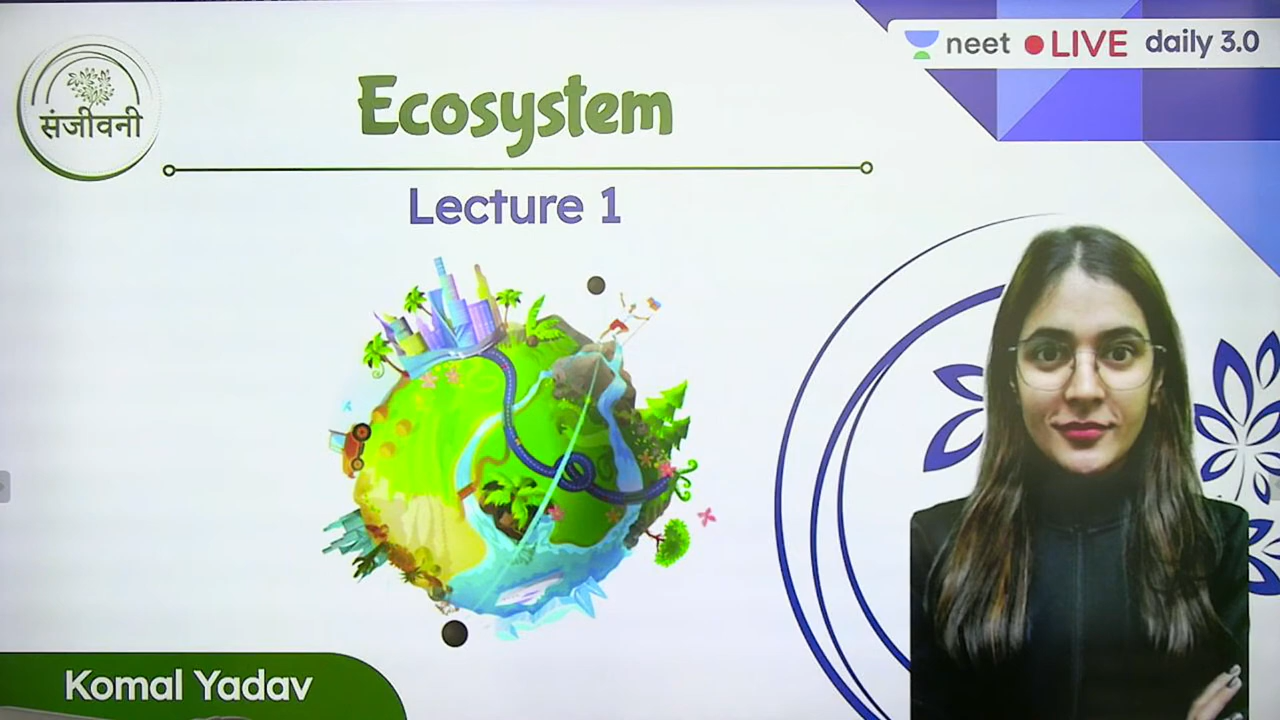 संजीवनी
neet LIVE daily 3.0
Ecosystem
Lecture 1
Komal Yadav